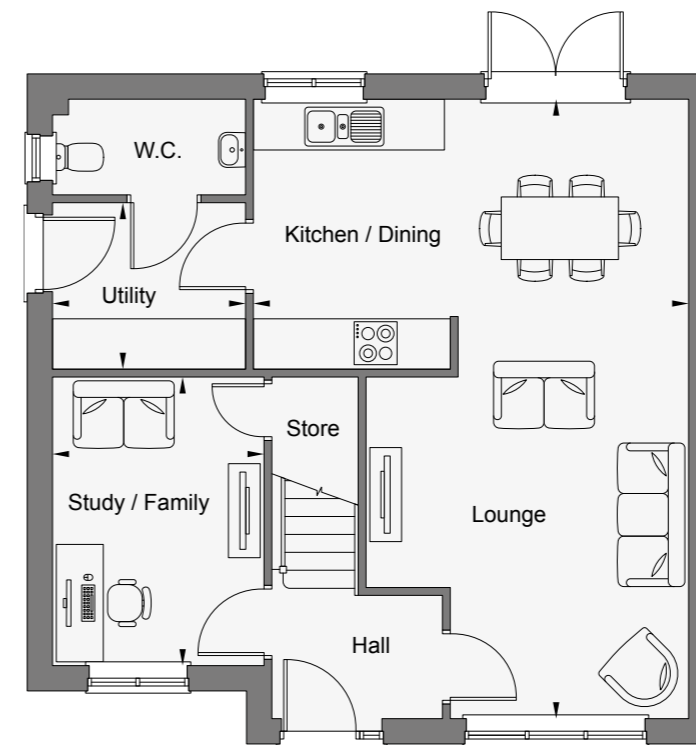 W.C.
Kitchen / Dining
Utility
Store
Study / Family
Lounge
Hall